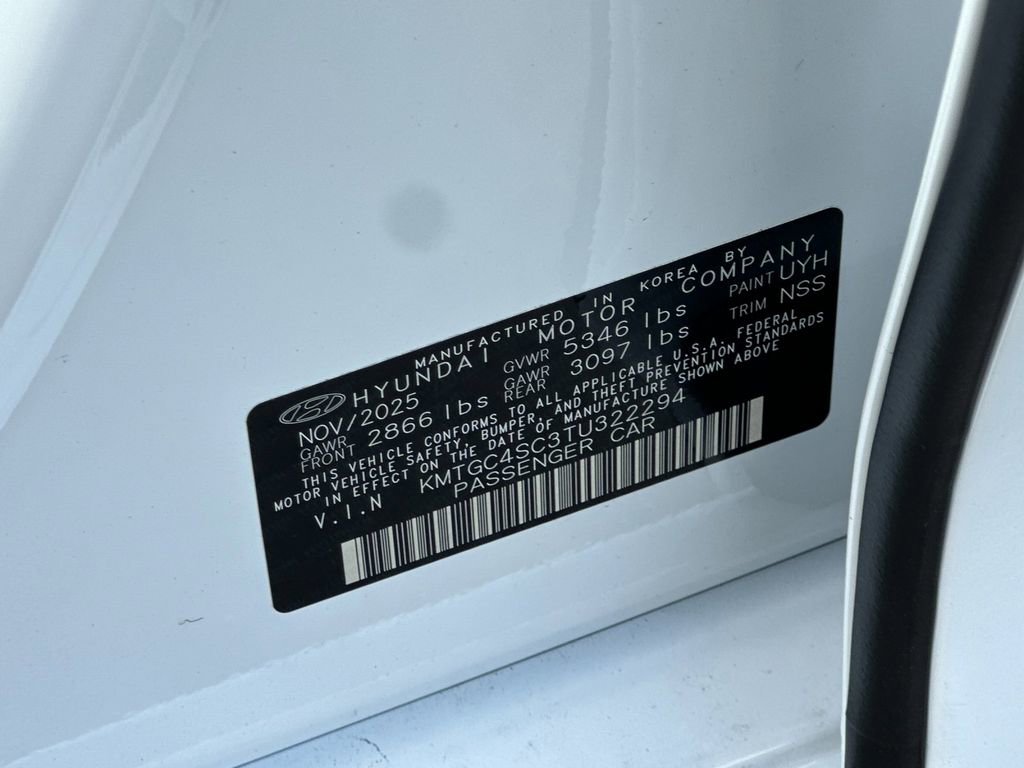 MANUFACTURED IN KOREA BY
HYUNDAI MOTOR COMPANY
NOV/2025 GVWR 5346 lbs PAINT UYH
GAWR FRONT 2866 lbs GAWR REAR 3097 lbs TRIM NSS
THIS VEHICLE CONFORMS TO ALL APPLICABLE U.S.A. FEDERAL
MOTOR VEHICLE SAFETY, BUMPER, AND THEFT PREVENTION STANDARDS
IN EFFECT ON THE DATE OF MANUFACTURE SHOWN ABOVE
V.I.N KMTGC4SC3TU322294
PASSENGER CAR